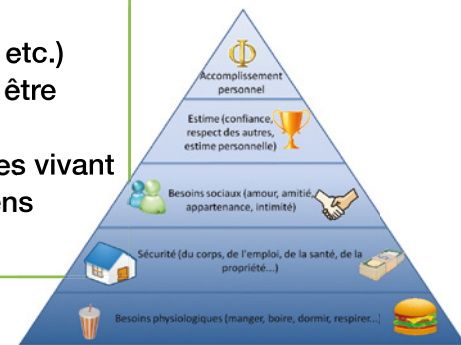 etc.)
être
es vivant
ens
Φ
Accomplissement
personnel
Estime (confiance,
respect des autres,
estime personnelle)
Besoins sociaux (amour, amitié,
appartenance, intimité)
Sécurité (du corps, de l'emploi, de la santé, de la
propriété...)
Besoins physiologiques (manger, boire, dormir, respirer...)